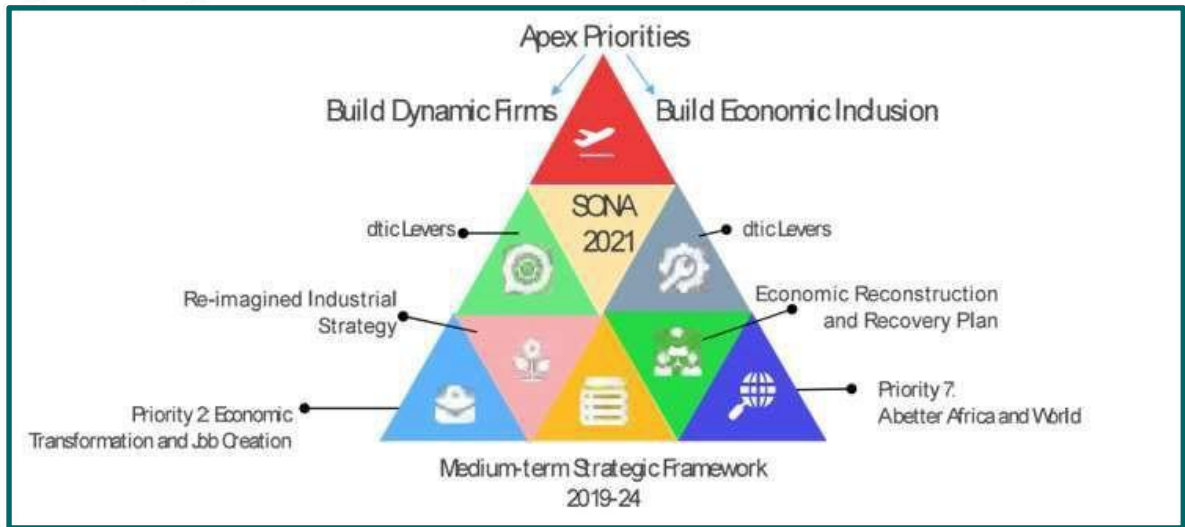 Apex Priorities
Build Dynamic Firms
Build Economic Inclusion
SONA
2021
dtic Levers
dtic Levers
Re-imagined Industrial
Strategy
Economic Reconstruction
and Recovery Plan
Priority 2: Economic
Transformation and Job Creation
Priority 7:
Abetter Africa and World
Medium-term Strategic Framework
2019-24